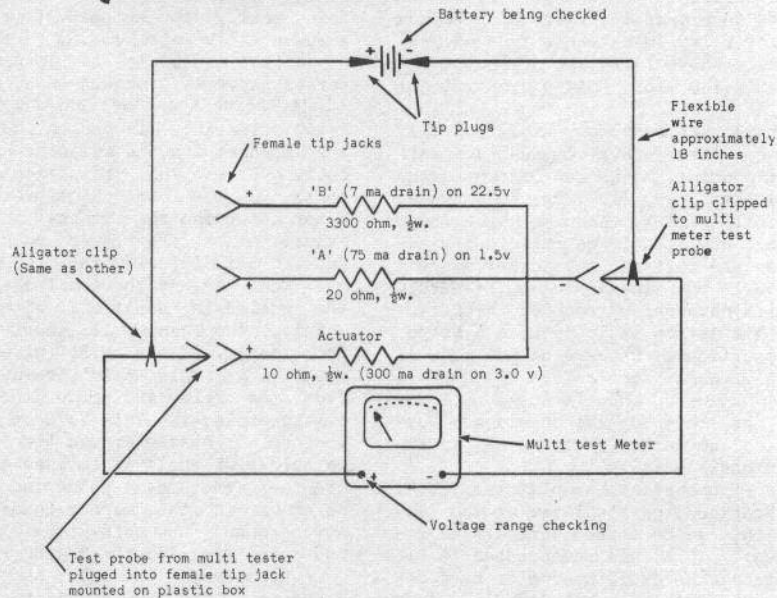 Battery being checked
+ -
Tip plugs
Female tip jacks
Flexible
wire
approximately
18 inches
+ 'B' (7 ma drain) on 22.5v
3300 ohm, ½w.
Alligator
clip clipped
to multi
meter test
probe
Aligator clip
(Same as other)
'A' (75 ma drain) on 1.5v
+ -
20 ohm, ½w.
Actuator
+
10 ohm, ½w. (300 ma drain on 3.0 v)
Multi test Meter
+ -
Voltage range checking
Test probe from multi tester
pluged into female tip jack
mounted on plastic box